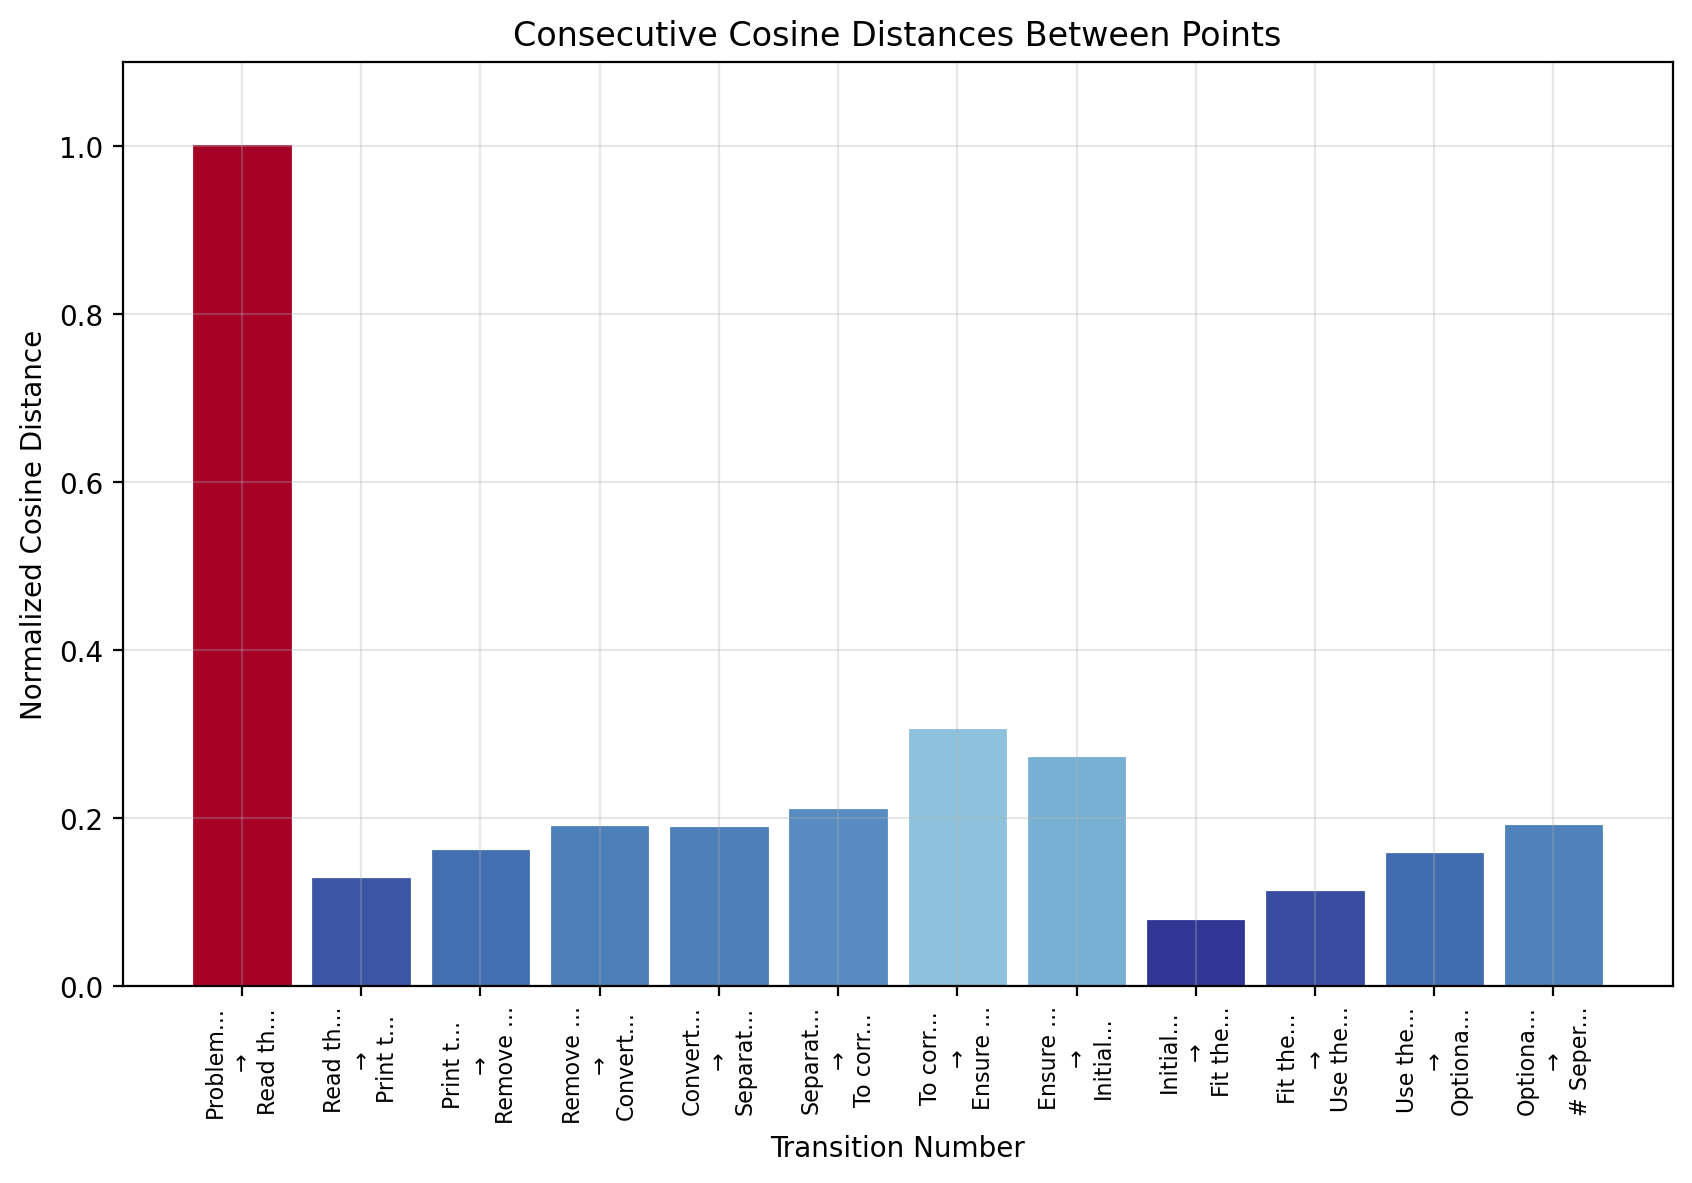 Consecutive Cosine Distances Between Points
Normalized Cosine Distance
1.0
0.8
0.6
0.4
0.2
0.0
Problem...
→
Read th...
Read th...
→
Print t...
Print t...
→
Remove ...
Remove ...
→
Convert...
Convert...
→
Separat...
Separat...
→
To corr...
To corr...
→
Ensure ...
Ensure ...
→
Initial...
Initial...
→
Fit the...
Fit the...
→
Use the...
Use the...
→
Optiona...
Optiona...
→
# Seper...
Transition Number